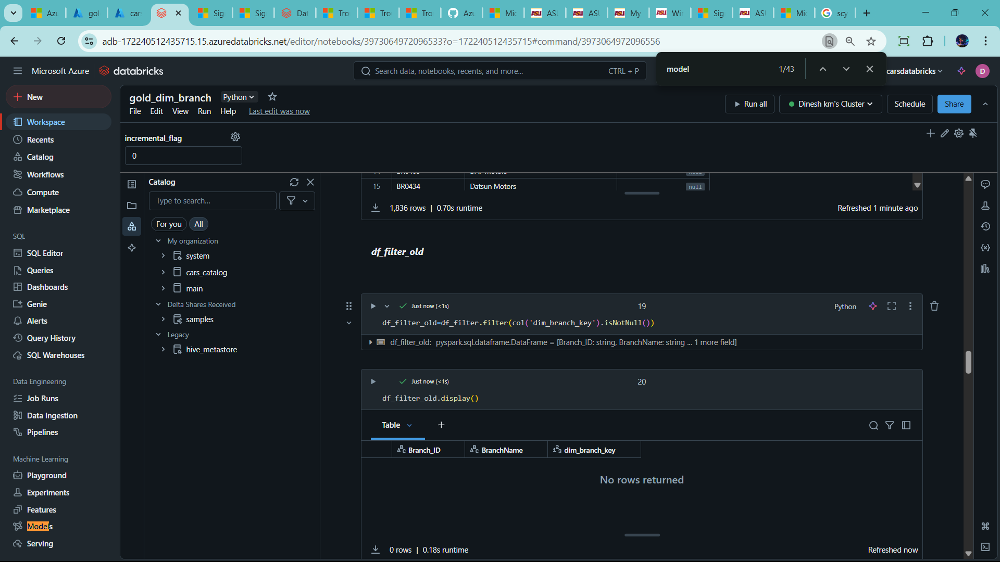 Azu
gol
car
Sig
Sig
Dat
Tro
Tro
Tro
Azu
Mic
ASU
ASU
My
Win
Sig
ASU
Mic
scy
adb-172240512435715.15.azuredatabricks.net/editor/notebooks/3973064972096533?o=172240512435715#command/3973064972096556
model
1/43
Microsoft Azure
databricks
Search data, notebooks, recents, and more...
CTRL + P
carsdatabricks
D
New
Workspace
Recents
Catalog
Workflows
Compute
Marketplace
SQL
SQL Editor
Queries
Dashboards
Genie
Alerts
Query History
SQL Warehouses
Data Engineering
Job Runs
Data Ingestion
Pipelines
Machine Learning
Playground
Experiments
Features
Models
Serving
gold_dim_branch
Python
File Edit View Run Help Last edit was now
Run all
Dinesh km's Cluster
Schedule
Share
incremental_flag
0
Catalog
Type to search...
For you
All
My organization
system
cars_catalog
main
Delta Shares Received
samples
Legacy
hive_metastore
15 BR0434 Datsun Motors null
1,836 rows | 0.70s runtime
Refreshed 1 minute ago
df_filter_old
Just now (<1s)
19
Python
df_filter_old=df_filter.filter(col('dim_branch_key').isNotNull())
df_filter_old: pyspark.sql.dataframe.DataFrame = [Branch_ID: string, BranchName: string ... 1 more field]
Just now (<1s)
20
df_filter_old.display()
Table
Branch_ID
BranchName
dim_branch_key
No rows returned
0 rows | 0.18s runtime
Refreshed now